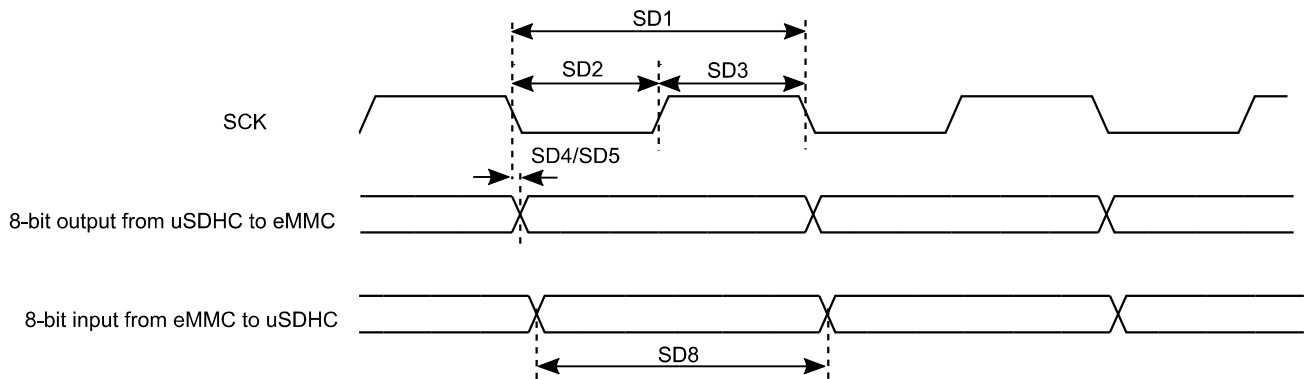 SD1
SD2
SD3
SCK
SD4/SD5
8-bit output from uSDHC to eMMC
8-bit input from eMMC to uSDHC
SD8